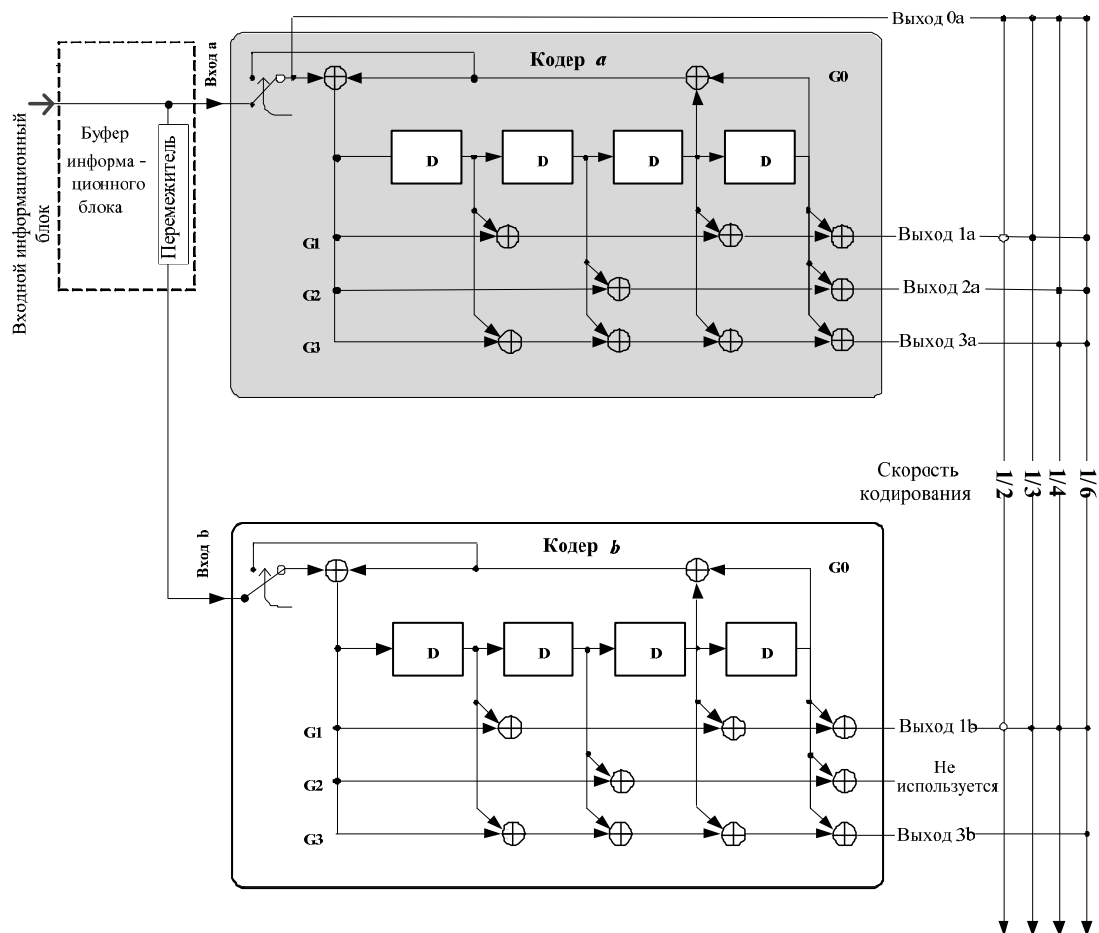 Выход 0a
Вход a
Кодер a
G0
Входной информационный
блок
Буфер
информа -
ционного
блока
Перемежитель
D
D
D
D
G1
Выход 1a
G2
Выход 2a
G3
Выход 3a
Скорость
кодирования
1/2
1/3
1/4
1/6
Вход b
Кодер b
G0
D
D
D
D
G1
Выход 1b
G2
Не
используется
G3
Выход 3b